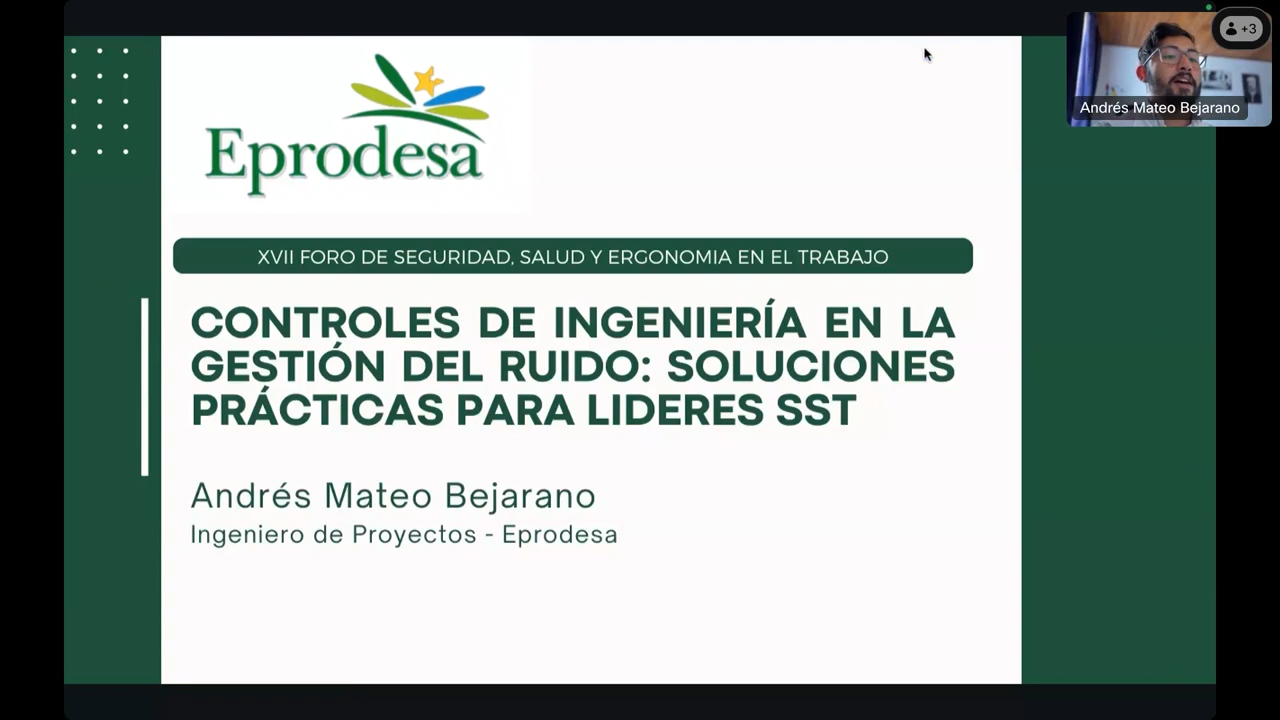 +3
Andrés Mateo Bejarano
Eprodesa
XVII FORO DE SEGURIDAD, SALUD Y ERGONOMIA EN EL TRABAJO
CONTROLES DE INGENIERÍA EN LA
GESTIÓN DEL RUIDO: SOLUCIONES
PRÁCTICAS PARA LIDERES SST
Andrés Mateo Bejarano
Ingeniero de Proyectos - Eprodesa